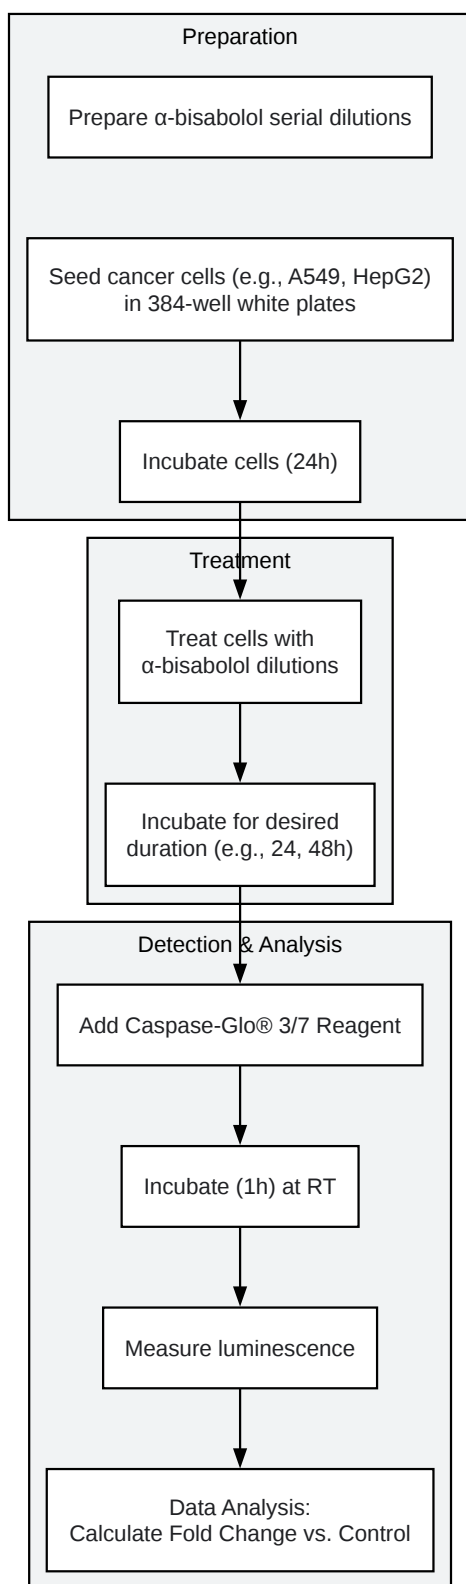 Preparation
Prepare α-bisabolol serial dilutions
Seed cancer cells (e.g., A549, HepG2)
in 384-well white plates
Incubate cells (24h)
Treatment
Treat cells with
α-bisabolol dilutions
Incubate for desired
duration (e.g., 24, 48h)
Detection & Analysis
Add Caspase-Glo® 3/7 Reagent
Incubate (1h) at RT
Measure luminescence
Data Analysis:
Calculate Fold Change vs. Control